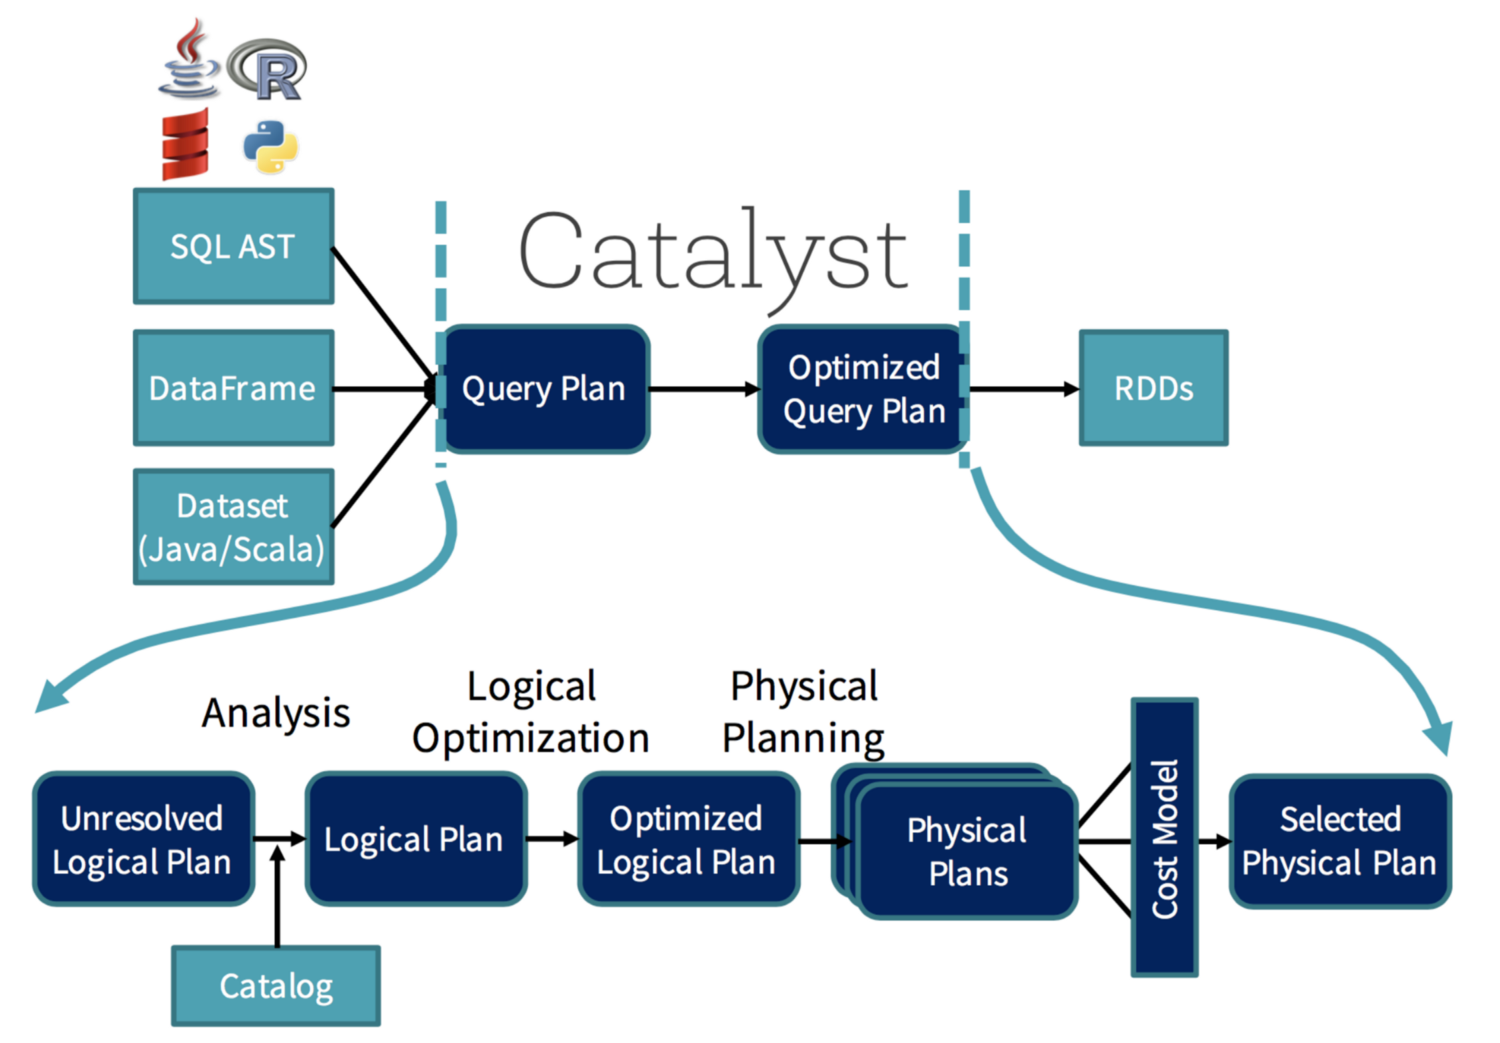 R
SQL AST
DataFrame
Dataset
(Java/Scala)
Catalyst
Query Plan
Optimized
Query Plan
RDDs
Analysis
Logical
Optimization
Physical
Planning
Unresolved
Logical Plan
Logical Plan
Optimized
Logical Plan
Physical
Plans
Cost Model
Selected
Physical Plan
Catalog